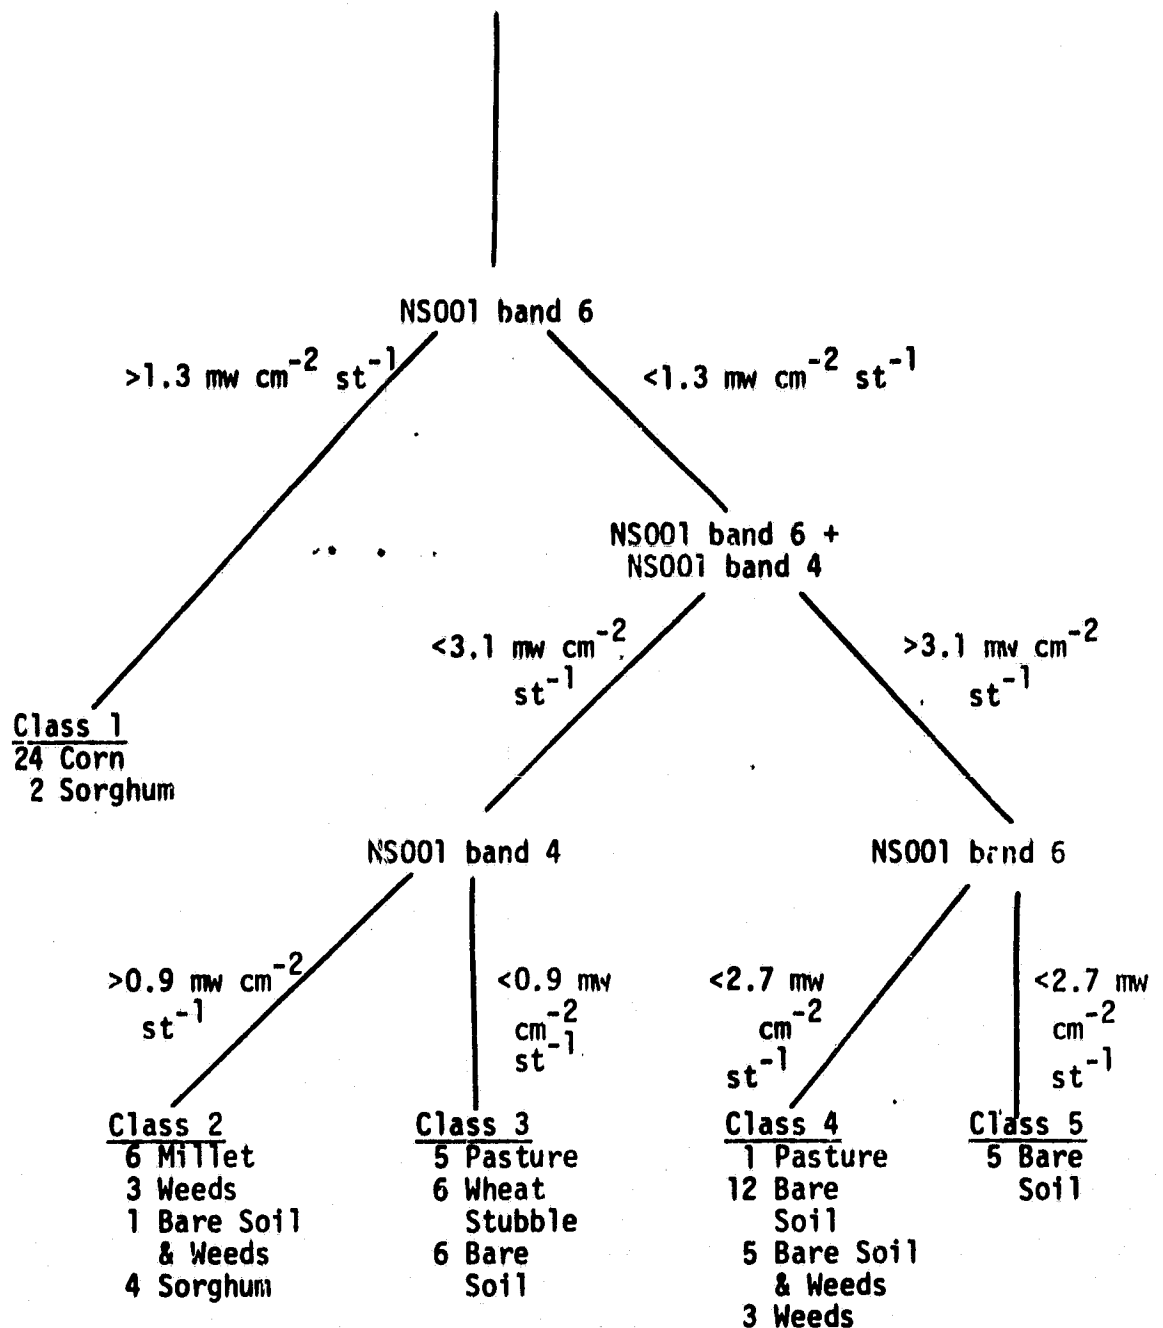 NS001 band 6
>1.3 mw cm⁻² st⁻¹
<1.3 mw cm⁻² st⁻¹
NS001 band 6 +
NS001 band 4
<3.1 mw cm⁻²
st⁻¹
>3.1 mw cm⁻²
st⁻¹
Class 1
24 Corn
2 Sorghum
NS001 band 4
NS001 band 6
>0.9 mw cm⁻²
st⁻¹
<0.9 mw
cm⁻²
st⁻¹
<2.7 mw
cm⁻²
st⁻¹
<2.7 mw
cm⁻²
st⁻¹
Class 2
6 Millet
3 Weeds
1 Bare Soil
& Weeds
4 Sorghum
Class 3
5 Pasture
6 Wheat
Stubble
6 Bare
Soil
Class 4
1 Pasture
12 Bare
Soil
5 Bare Soil
& Weeds
3 Weeds
Class 5
5 Bare
Soil